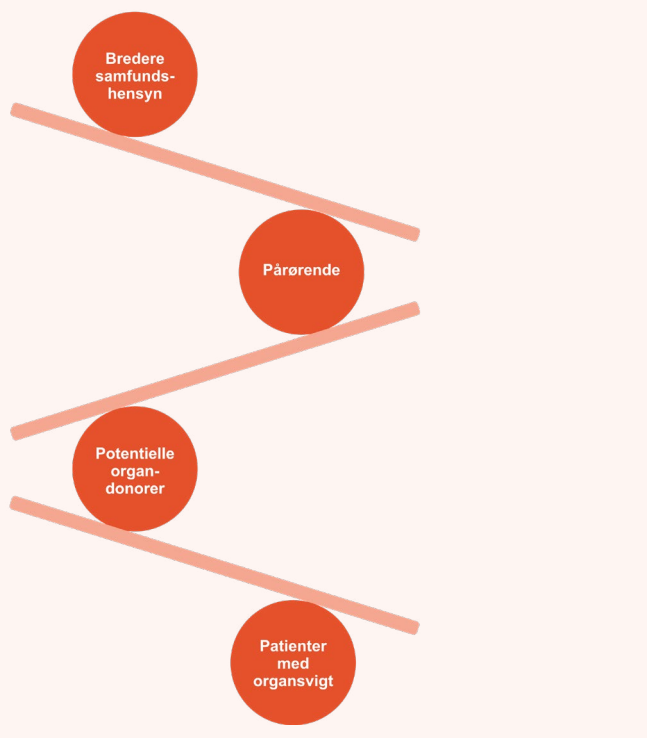 Bredere
samfunds-
hensyn
Pårørende
Potentielle
organ-
donorer
Patienter
med
organsvigt